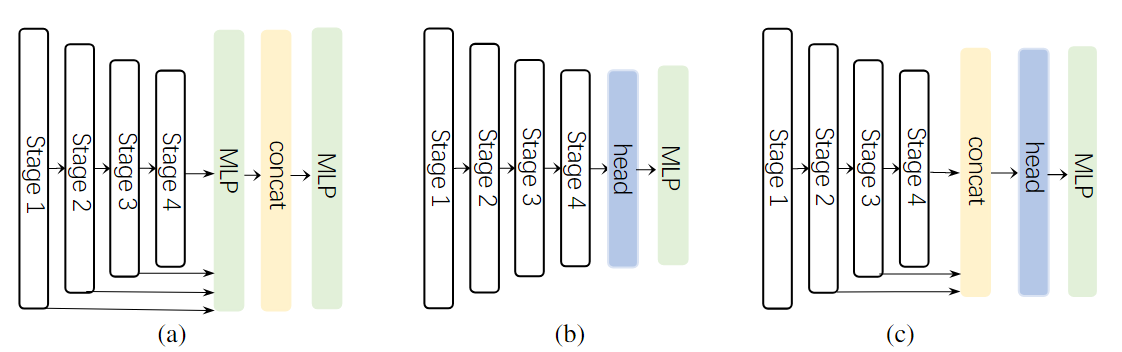 Stage 1
Stage 2
Stage 3
Stage 4
MLP
concat
MLP
(a)
Stage 1
Stage 2
Stage 3
Stage 4
head
MLP
(b)
Stage 1
Stage 2
Stage 3
Stage 4
concat
head
MLP
(c)